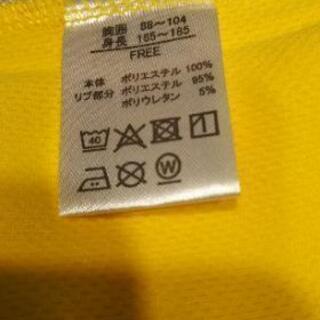 胸囲 88～104
身長 165～185
FREE
本体 ポリエステル 100%
リブ部分 ポリエステル 95%
ポリウレタン 5%
40
W